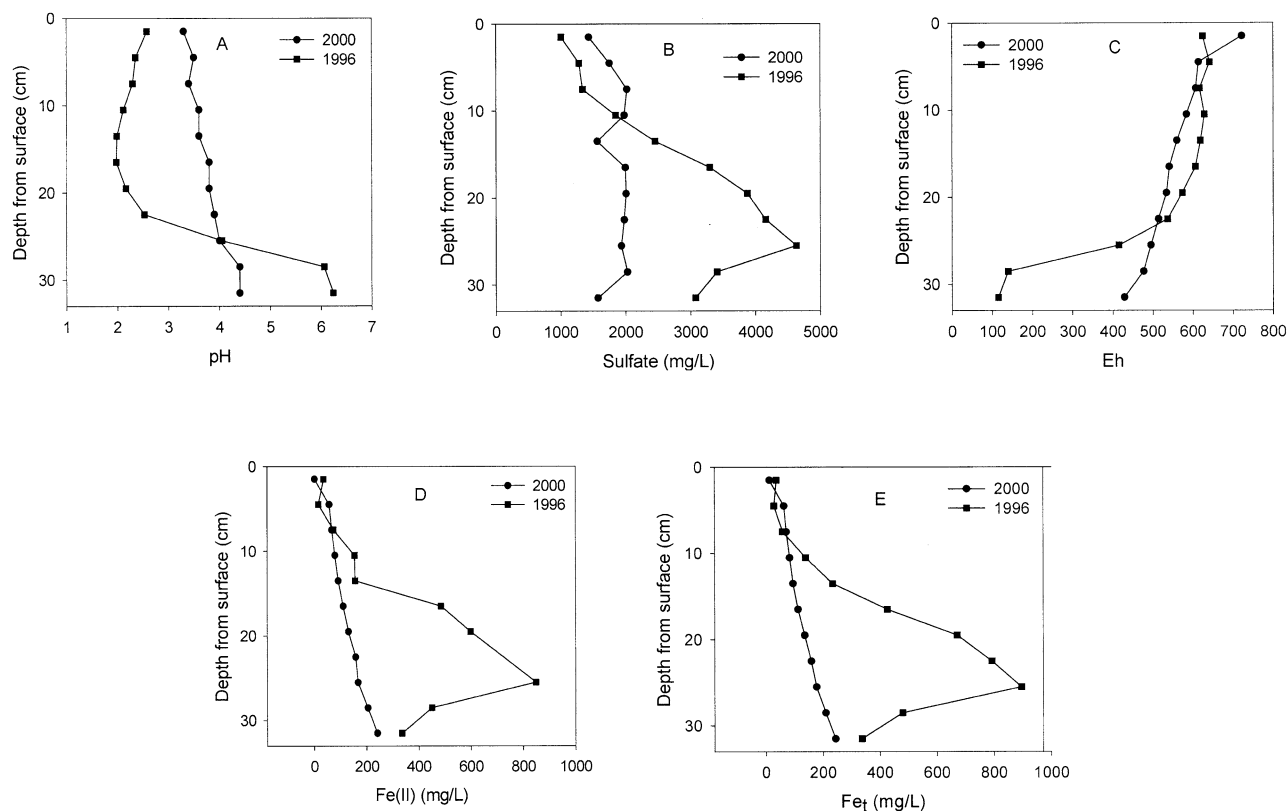 A
2000
1996
0
10
20
30
Depth from surface (cm)
1 2 3 4 5 6 7
pH
B
2000
1996
0
10
20
30
Depth from surface (cm)
0 1000 2000 3000 4000 5000
Sulfate (mg/L)
C
2000
1996
0
10
20
30
Depth from surface (cm)
0 100 200 300 400 500 600 700 800
Eh
D
2000
1996
0
10
20
30
Depth from surface (cm)
0 200 400 600 800 1000
Fe(II) (mg/L)
E
2000
1996
0
10
20
30
Depth from surface (cm)
0 200 400 600 800 1000
Feₜ (mg/L)